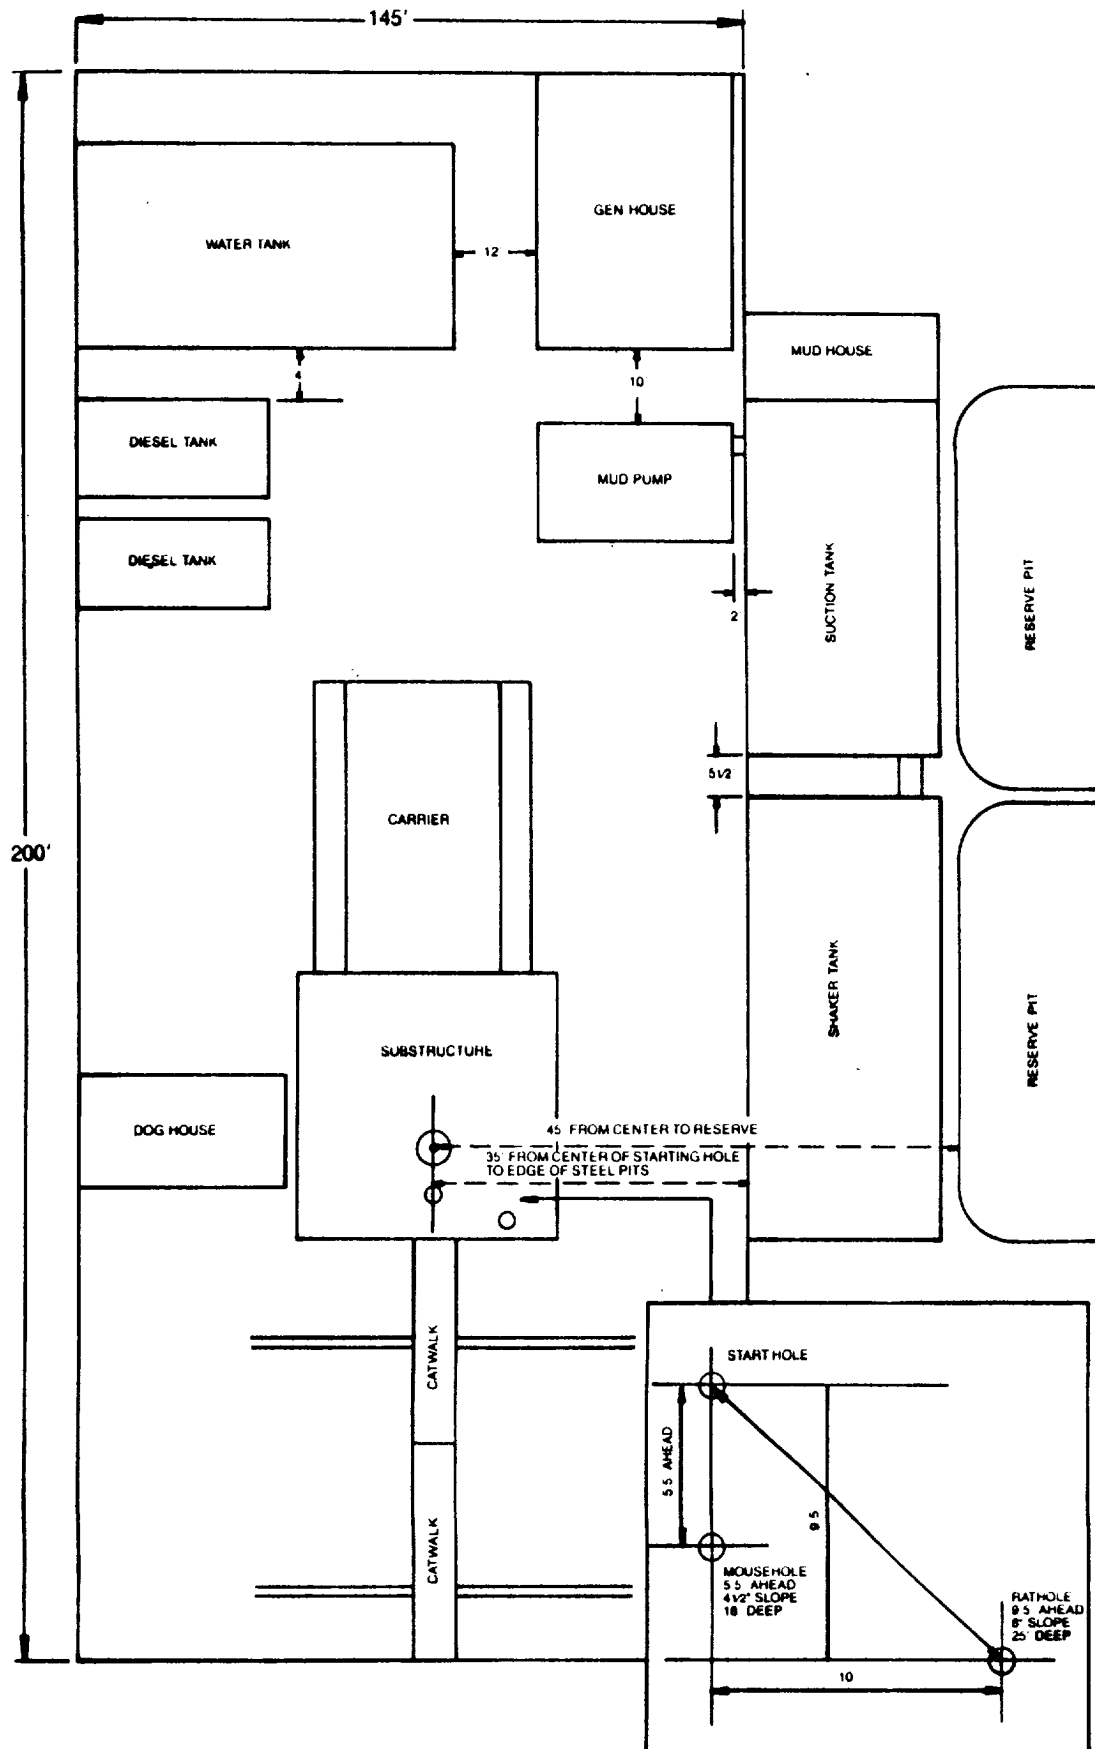 145'
GEN HOUSE
WATER TANK
12
MUD HOUSE
4
10
DIESEL TANK
MUD PUMP
DIESEL TANK
SUCTION TANK
RESERVE PIT
2
5 1/2
CARRIER
200'
SHAKER TANK
SUBSTRUCTURE
RESERVE PIT
DOG HOUSE
45' FROM CENTER TO RESERVE
35' FROM CENTER OF STARTING HOLE
TO EDGE OF STEEL PITS
CATWALK
START HOLE
5.5 AHEAD
9.5
CATWALK
MOUSEHOLE
5.5 AHEAD
4 1/2° SLOPE
18' DEEP
RATHOLE
9.5 AHEAD
8° SLOPE
25' DEEP
10